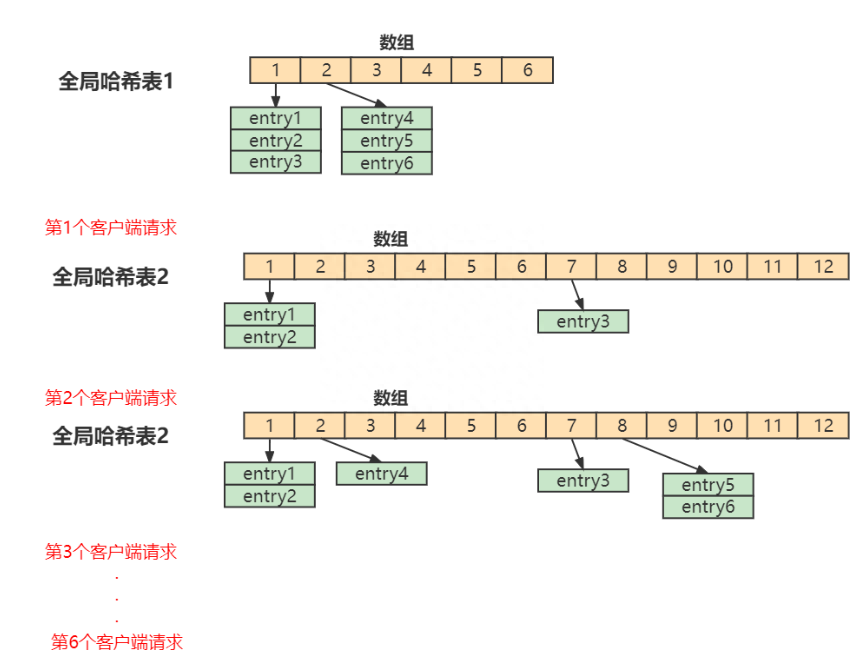 数组
全局哈希表1
1 2 3 4 5 6
entry1 entry4
entry2 entry5
entry3 entry6
第1个客户端请求
数组
全局哈希表2
1 2 3 4 5 6 7 8 9 10 11 12
entry1 entry3
entry2
第2个客户端请求
数组
全局哈希表2
1 2 3 4 5 6 7 8 9 10 11 12
entry1 entry4 entry3 entry5
entry2 entry6
第3个客户端请求
.
.
.
第6个客户端请求